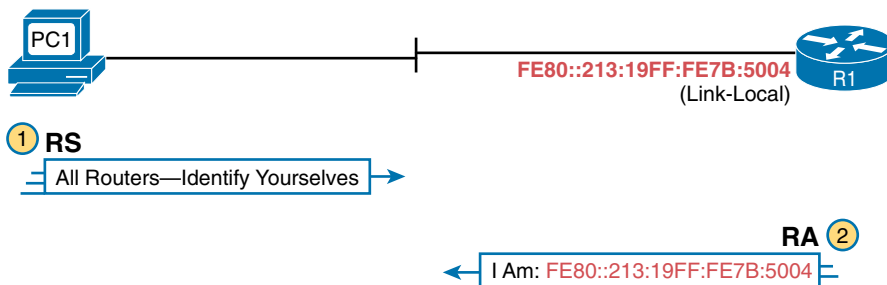 PC1
FE80::213:19FF:FE7B:5004
(Link-Local)
R1
1 RS
All Routers—Identify Yourselves
RA 2
I Am: FE80::213:19FF:FE7B:5004